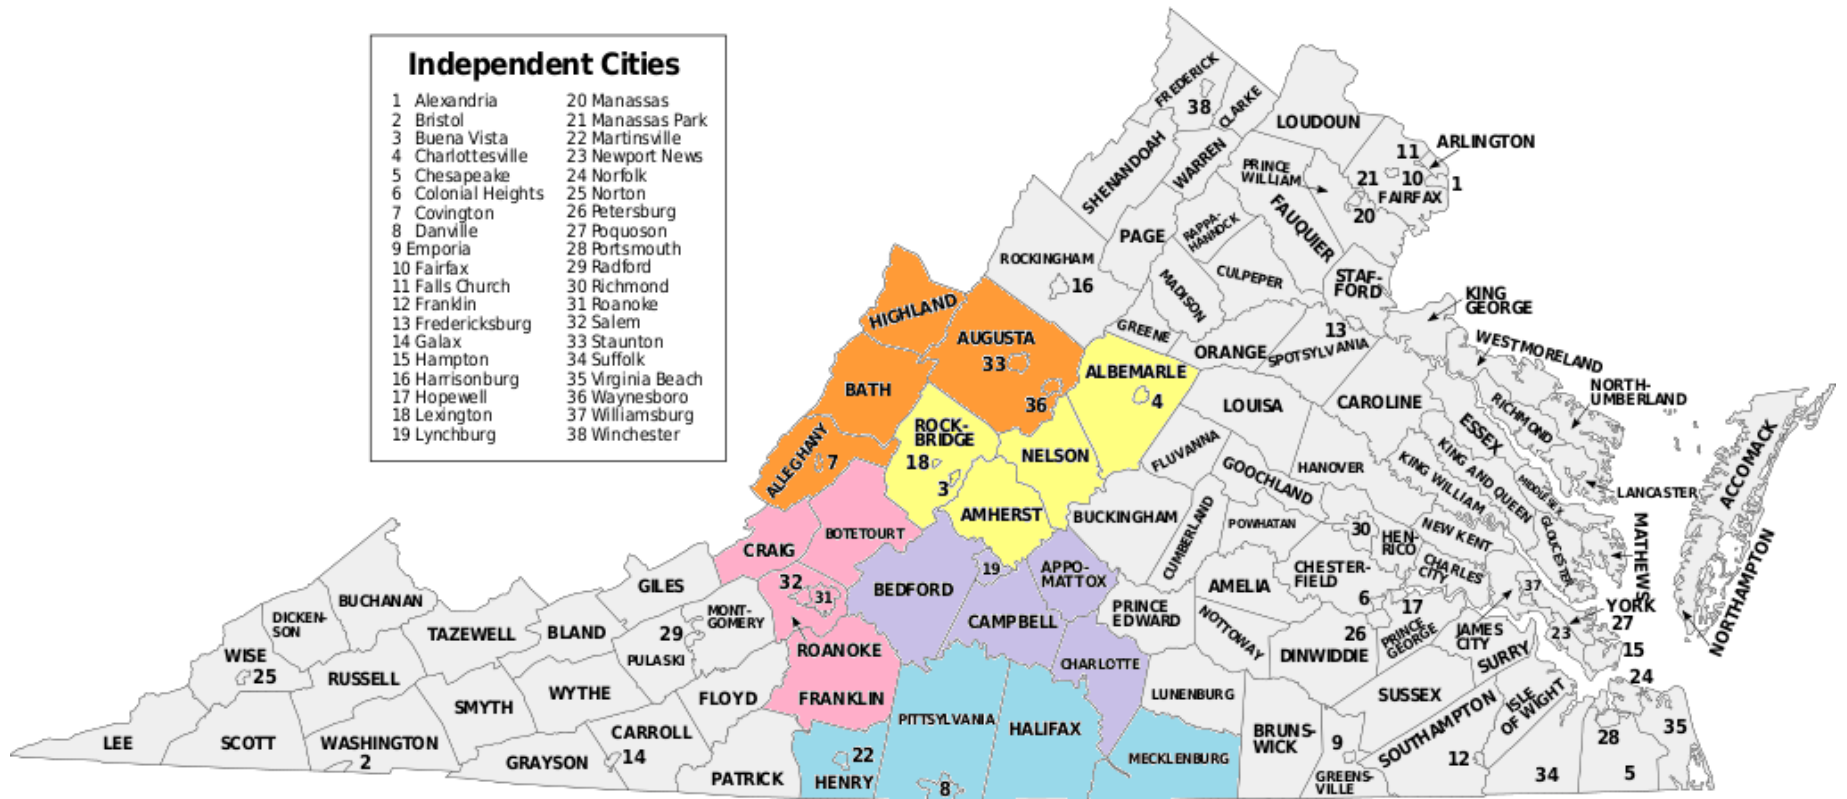 Independent Cities
1 Alexandria
2 Bristol
3 Buena Vista
4 Charlottesville
5 Chesapeake
6 Colonial Heights
7 Covington
8 Danville
9 Emporia
10 Fairfax
11 Falls Church
12 Franklin
13 Fredericksburg
14 Galax
15 Hampton
16 Harrisonburg
17 Hopewell
18 Lexington
19 Lynchburg
20 Manassas
21 Manassas Park
22 Martinsville
23 Newport News
24 Norfolk
25 Norton
26 Petersburg
27 Poquoson
28 Portsmouth
29 Radford
30 Richmond
31 Roanoke
32 Salem
33 Staunton
34 Suffolk
35 Virginia Beach
36 Waynesboro
37 Williamsburg
38 Winchester
FREDERICK
38
CLARKE
LOUDOUN
SHENANDOAH
WARREN
11
ARLINGTON
PRINCE
WILLIAM
21
10
1
FAIRFAX
20
FAUQUIER
RAPPA-
HANNOCK
PAGE
ROCKINGHAM
16
MADISON
CULPEPER
STAF-
FORD
KING
GEORGE
HIGHLAND
AUGUSTA
33
36
GREENE
ORANGE
13
SPOTSYLVANIA
WESTMORELAND
NORTH-
UMBERLAND
BATH
ALBEMARLE
4
LOUISA
CAROLINE
ESSEX
RICHMOND
ACCOMACK
ALLEGHANY
7
ROCK-
BRIDGE
18
3
NELSON
FLUVANNA
GOOCHLAND
HANOVER
KING AND QUEEN
KING WILLIAM
MIDDLESEX
LANCASTER
AMHERST
BUCKINGHAM
CUMBERLAND
POWHATAN
30
HEN-
RICO
NEW KENT
GLOUCESTER
MATHEWS
NORTHAMPTON
CRAIG
BOTETOURT
32
31
BEDFORD
19
APPO-
MATTOX
CHESTER-
FIELD
6
CHARLES
CITY
37
AMELIA
PRINCE
EDWARD
NOTTOWAY
17
PRINCE
GEORGE
26
DINWIDDIE
JAMES
CITY
YORK
27
23
15
24
GILES
MONT-
GOMERY
29
PULASKI
BUCHANAN
DICKEN-
SON
TAZEWELL
BLAND
CAMPBELL
CHARLOTTE
ROANOKE
FRANKLIN
WISE
25
RUSSELL
SMYTH
WYTHE
FLOYD
LUNENBURG
SUSSEX
SURRY
ISLE
OF WIGHT
SOUTHAMPTON
LEE
SCOTT
WASHINGTON
2
GRAYSON
CARROLL
14
PATRICK
22
HENRY
PITTSYLVANIA
8
HALIFAX
MECKLENBURG
BRUNS-
WICK
9
GREENS-
VILLE
12
34
28
5
35